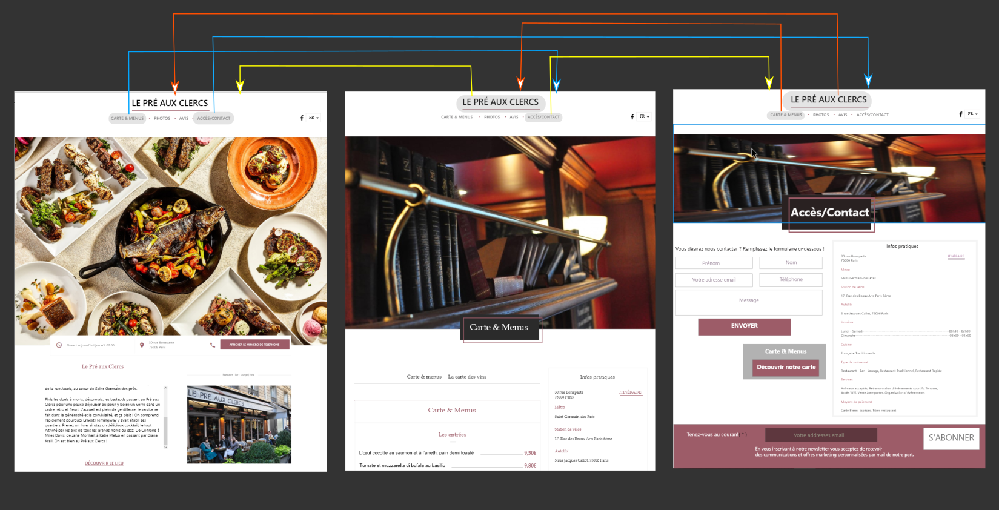 LE PRÉ AUX CLERCS
CARTE & MENUS • PHOTOS • AVIS • ACCÈS/CONTACT
FR
Ouvert aujourd'hui jusqu'à 02:00
30 rue Bonaparte
75006 Paris
AFFICHER LE NUMERO DE TELEPHONE
Le Pré aux Clercs
Restaurant Bar Lounge | Paris
de la rue Jacob, au coeur de Saint Germain des prés.
Finis les duels à morts, désormais, les badauds passent au Pré aux
Clercs pour une pause déjeuner ou pour y boire un verre dans un
cadre rétro et fleuri. L'accueil est plein de gentillesse, le service se
fait dans la générosité et la convivialité, et ça plait ! On comprend
rapidement pourquoi Ernest Hemingway y avait établi ses
quartiers. Prenez un livre, sirotez un délicieux cocktail, le tout
rythmé par les airs de tous les grands noms du jazz. De Coltrane à
Miles Davis, de Jane Monheit à Katie Melua en passant par Diana
Krall. On est bien au Pré aux Clercs !
LE PRÉ AUX CLERCS
DÉCOUVRIR LE LIEU
LE PRÉ AUX CLERCS
CARTE & MENUS • PHOTOS • AVIS • ACCÈS/CONTACT
FR
Carte & Menus
Carte & menus La carte des vins
Carte & Menus
Les entrées
L'œuf cocotte au saumon et à l'aneth, pain demi toasté 9,50€
Tomate et mozzarella di bufala au basilic 9,80€
Infos pratiques
30 rue Bonaparte
75006 Paris
ITINÉRAIRE
Métro
Saint-Germain-des-Prés
Station de vélos
17, Rue des Beaux Arts Paris 6ème
Autolib'
5 rue Jacques Callot, 75006 Paris
LE PRÉ AUX CLERCS
CARTE & MENUS • PHOTOS • AVIS • ACCÈS/CONTACT
FR
Accès/Contact
Vous désirez nous contacter ? Remplissez le formulaire ci-dessous !
Prénom
Nom
Votre adresse email
Téléphone
Message
ENVOYER
Carte & Menus
Découvrir notre carte
Infos pratiques
30 rue Bonaparte
75006 Paris
ITINÉRAIRE
Métro
Saint-Germain-des-Prés
Station de vélos
17, Rue des Beaux Arts Paris 6ème
Autolib'
5 rue Jacques Callot, 75006 Paris
Horaires
Lundi - Samedi 06h30 - 02h00
Dimanche 08h00 - 02h00
Cuisine
Française Traditionnelle
Type de restaurant
Restaurant - Bar - Lounge, Restaurant Traditionnel, Restaurant Rapide
Services
Animaux acceptés, Retransmission d'événements sportifs, Terrasse,
Accès WiFi, Vente à emporter, Organisation d'événements
Moyens de paiement
Carte Bleue, Espèces, Titres restaurant
Tenez-vous au courant ( * )
Votre addresses email
S'ABONNER
En vous inscrivant à notre newsletter vous acceptez de recevoir
des communications et offres marketing personnalisées par mail de notre part.